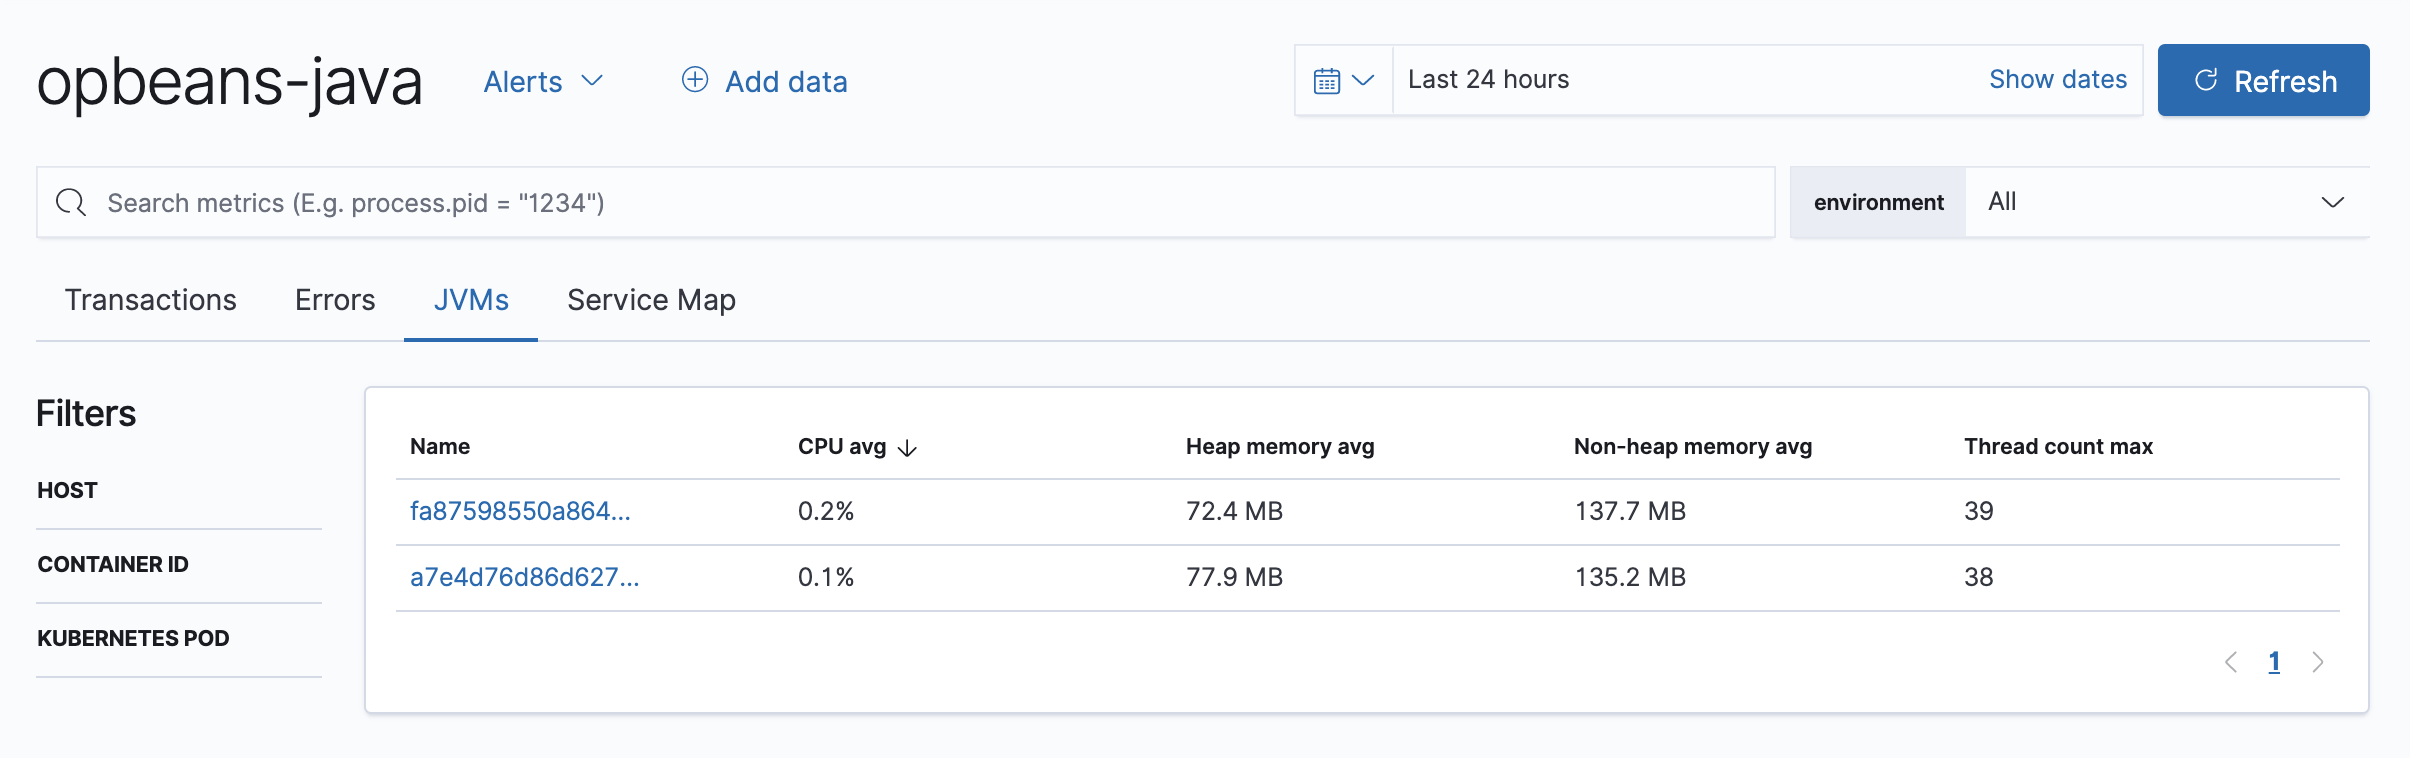 opbeans-java Alerts Add data Last 24 hours Show dates Refresh
Search metrics (E.g. process.pid = "1234") environment All
Transactions Errors JVMs Service Map
Filters
HOST
CONTAINER ID
KUBERNETES POD
Name CPU avg Heap memory avg Non-heap memory avg Thread count max
fa87598550a864... 0.2% 72.4 MB 137.7 MB 39
a7e4d76d86d627... 0.1% 77.9 MB 135.2 MB 38
1